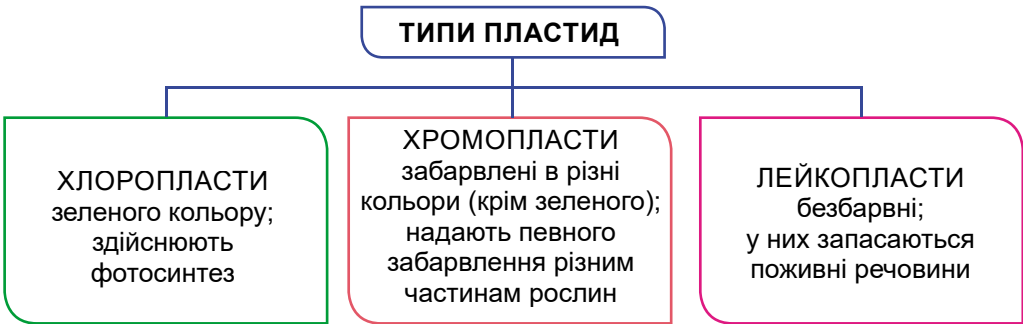 ТИПИ ПЛАСТИД
ХЛОРОПЛАСТИ
зеленого кольору;
здійснюють
фотосинтез
ХРОМОПЛАСТИ
забарвлені в різні
кольори (крім зеленого);
надають певного
забарвлення різним
частинам рослин
ЛЕЙКОПЛАСТИ
безбарвні;
у них запасаються
поживні речовини